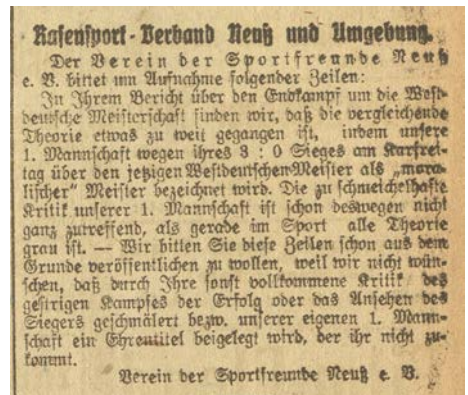 Rasensport-Verband Neuß und Umgebung.
Der Verein der Sportfreunde Neuß
e. V. bittet um Aufnahme folgender Zeilen:
In Ihrem Bericht über den Endkampf um die West-
deutsche Meisterschaft finden wir, daß die vergleichende
Theorie etwas zu weit gegangen ist, indem unsere
1. Mannschaft wegen ihres 3 : 0 Sieges am Karfrei-
tag über den jetzigen Westdeutschen Meister als „mora-
lischer“ Meister bezeichnet wird. Die zu schmeichelhafte
Kritik unserer 1. Mannschaft ist schon deswegen nicht
ganz zutreffend, als gerade im Sport alle Theorie
grau ist. — Wir bitten Sie diese Zeilen schon aus dem
Grunde veröffentlichen zu wollen, weil wir nicht wün-
schen, daß durch Ihre sonst vollkommene Kritik des
gestrigen Kampfes der Erfolg oder das Ansehen des
Siegers geschmälert bezw. unserer eigenen 1. Mann-
schaft ein Ehrentitel beigelegt wird, der ihr nicht zu-
kommt.
Verein der Sportfreunde Neuß e. V.